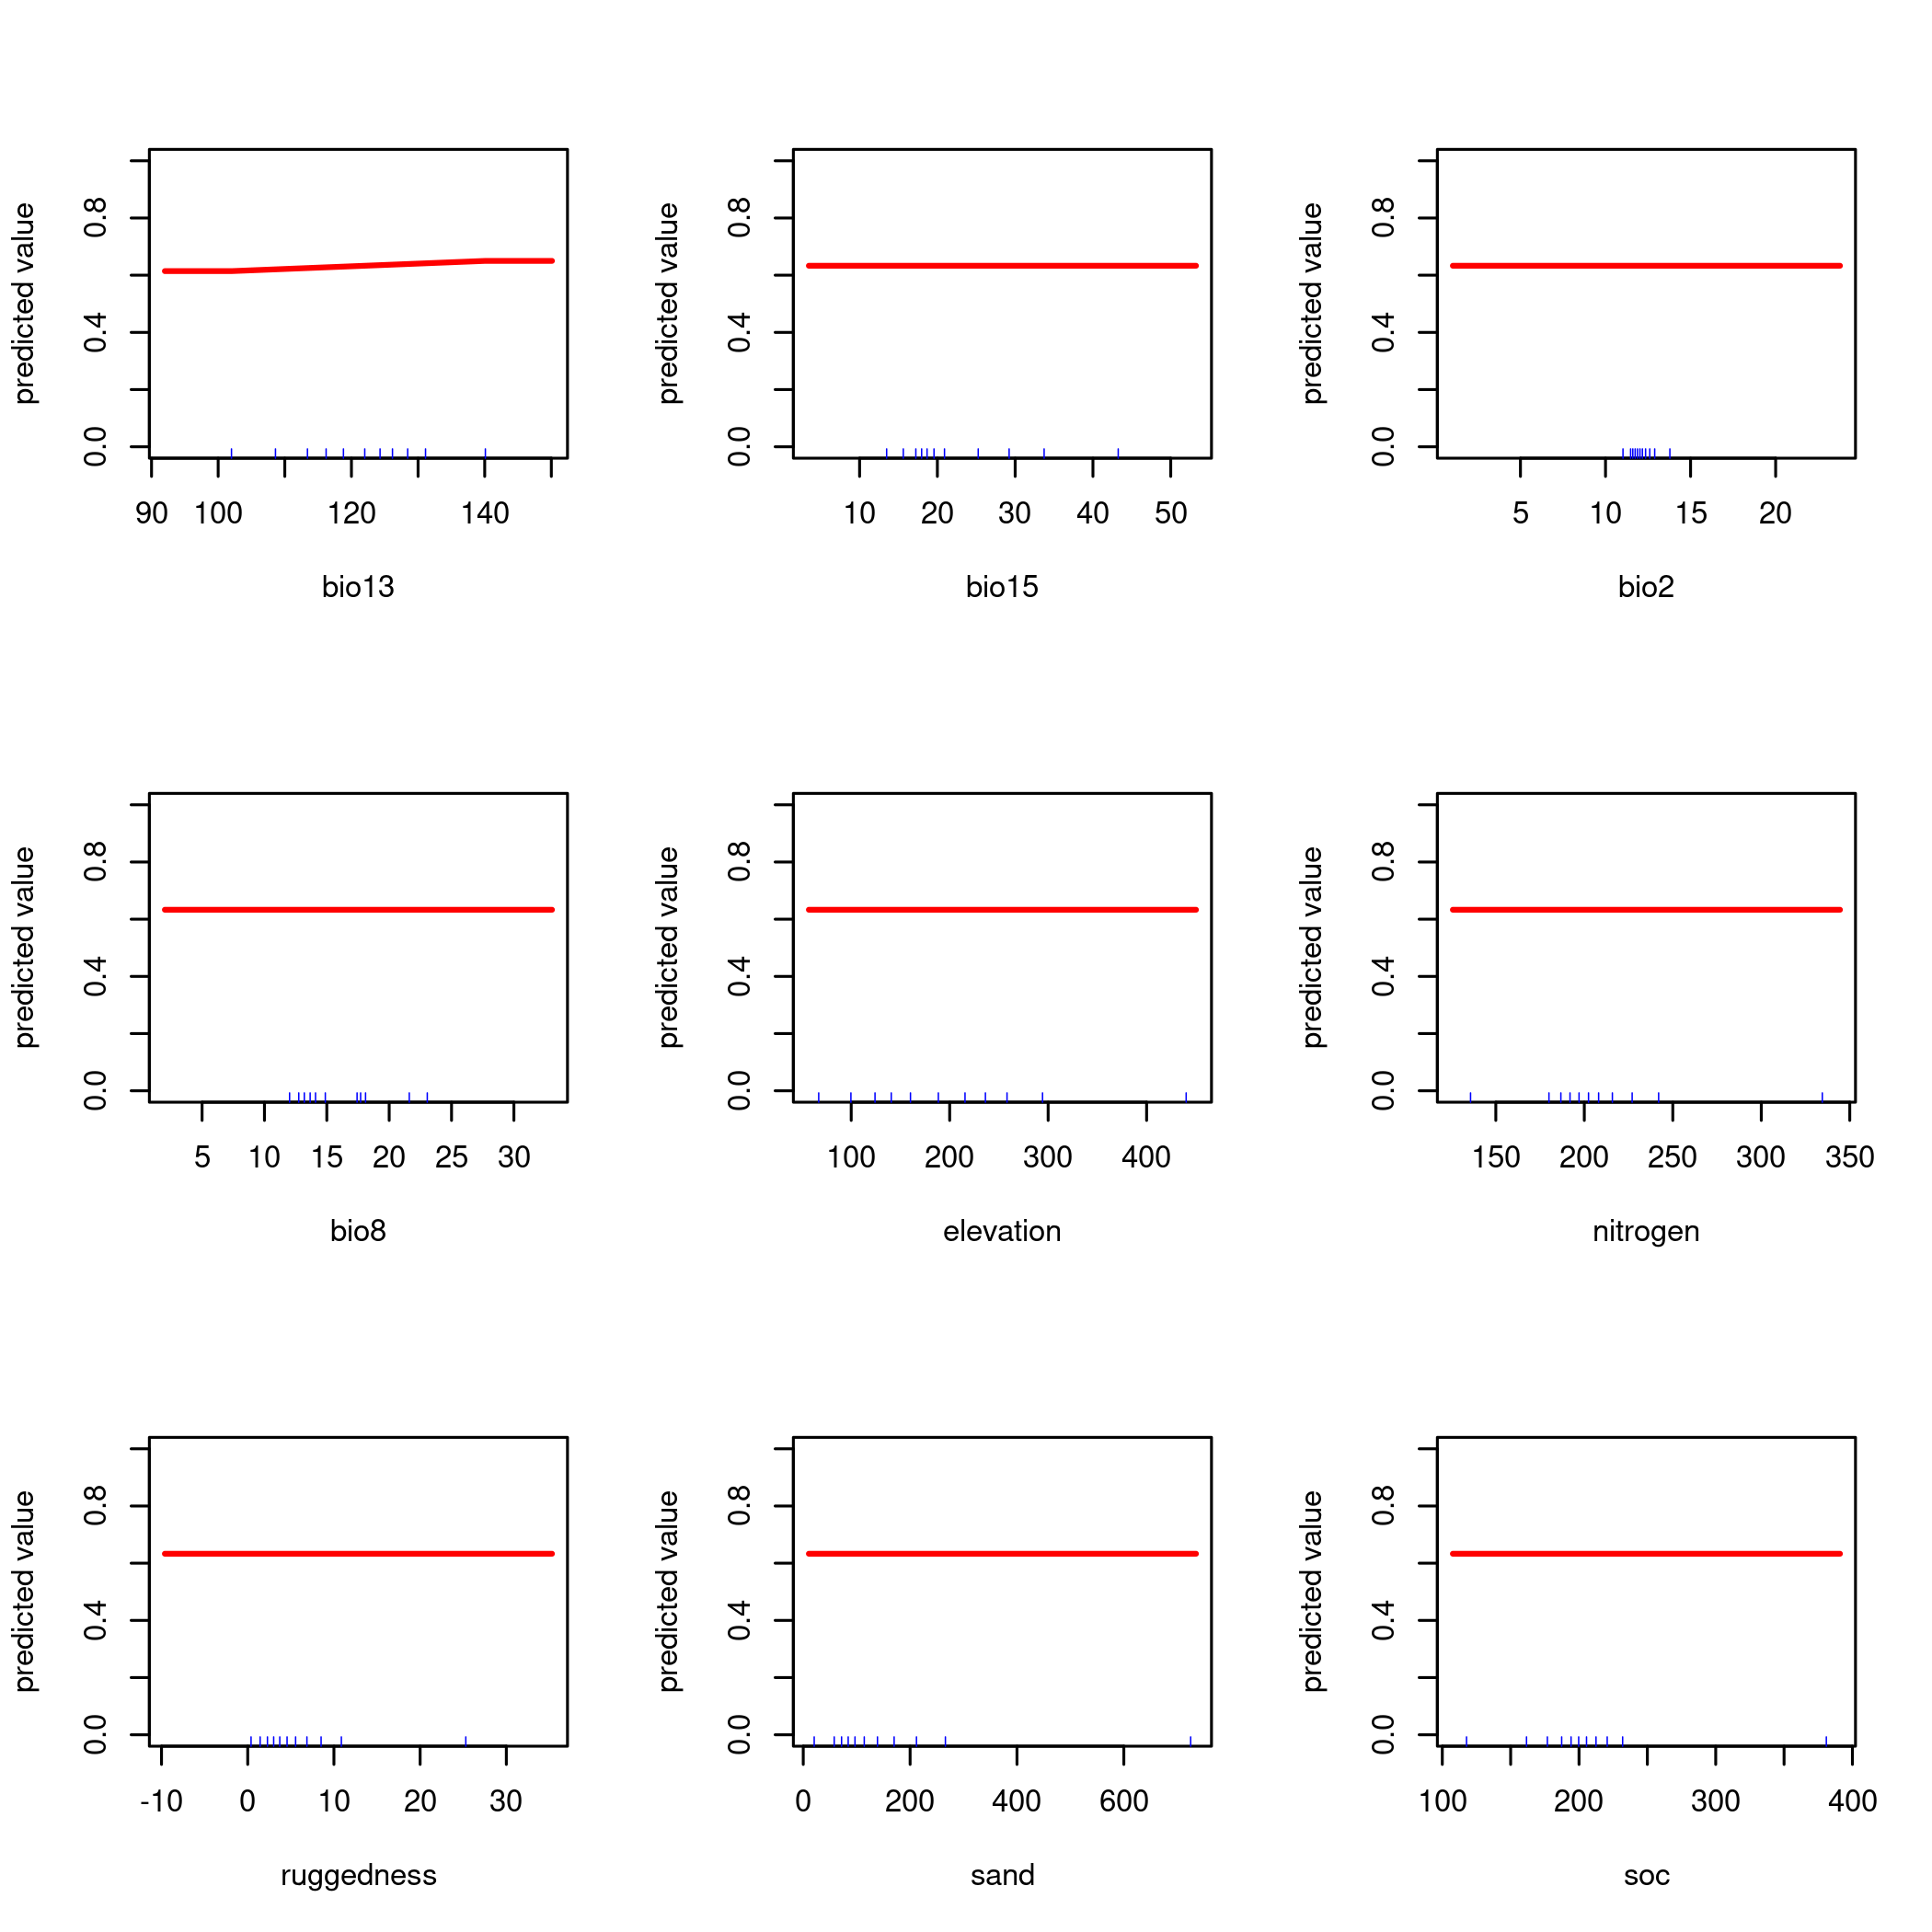 predicted value
0.0 0.4 0.8
90 100 120 140
bio13
predicted value
0.0 0.4 0.8
10 20 30 40 50
bio15
predicted value
0.0 0.4 0.8
5 10 15 20
bio2
predicted value
0.0 0.4 0.8
5 10 15 20 25 30
bio8
predicted value
0.0 0.4 0.8
100 200 300 400
elevation
predicted value
0.0 0.4 0.8
150 200 250 300 350
nitrogen
predicted value
0.0 0.4 0.8
-10 0 10 20 30
ruggedness
predicted value
0.0 0.4 0.8
0 200 400 600
sand
predicted value
0.0 0.4 0.8
100 200 300 400
soc